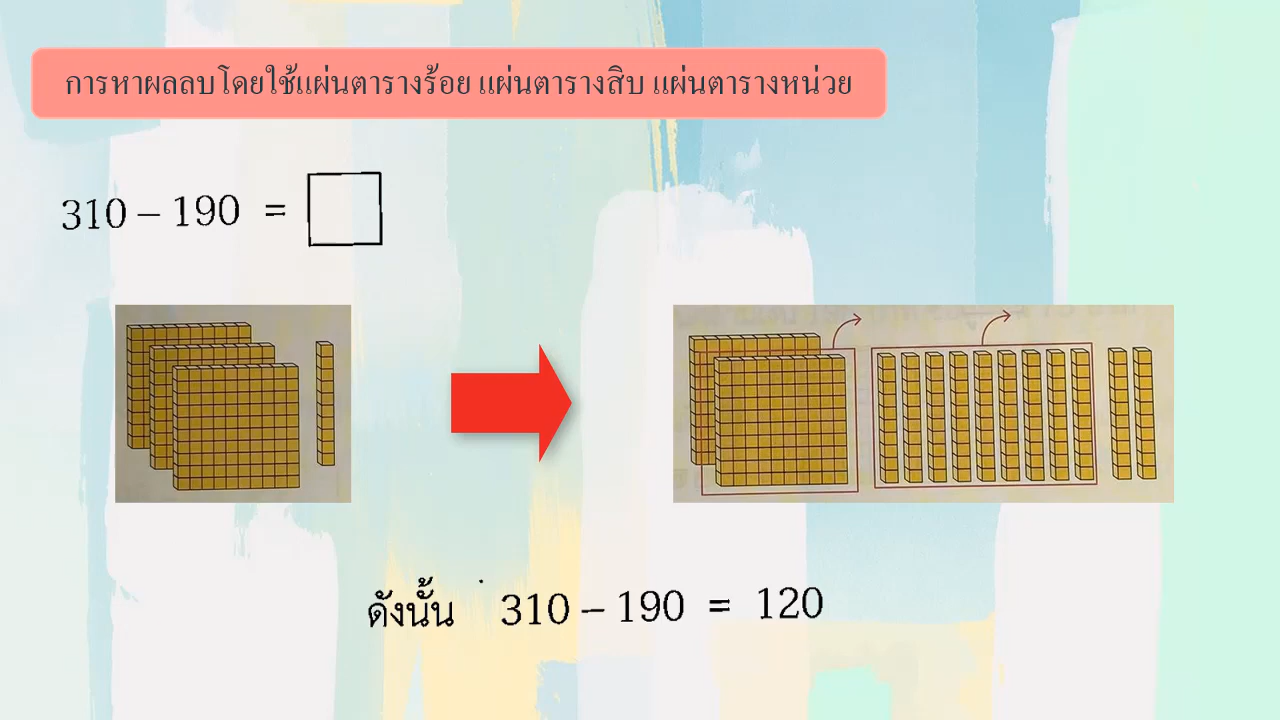 การหาผลลบโดยใช้แผ่นตารางร้อย แผ่นตารางสิบ แผ่นตารางหน่วย
310 – 190 =
ดังนั้น 310 – 190 = 120